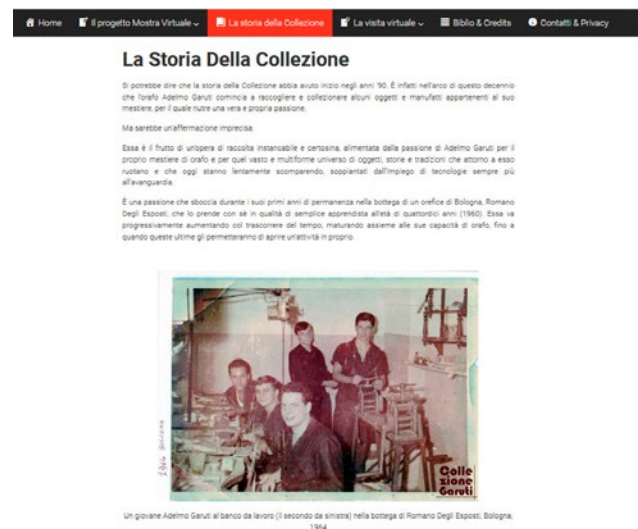 Home Il progetto Mostra Virtuale La storia della Collezione La visita virtuale Biblio & Credits Contatti & Privacy
La Storia Della Collezione
Si potrebbe dire che la storia della Collezione abbia avuto inizio negli anni '90. È infatti nell'arco di questo decennio
che l'orafo Adelmo Garuti comincia a raccogliere e collezionare alcuni oggetti e manufatti appartenenti al suo
mestiere, per il quale nutre una vera e propria passione.
Ma sarebbe un'affermazione imprecisa.
Essa è il frutto di un'opera di raccolta instancabile e certosina, alimentata dalla passione di Adelmo Garuti per il
proprio mestiere di orafo e per quel vasto e multiforme universo di oggetti, storie e tradizioni che attorno a esso
ruotano e che oggi stanno lentamente scomparendo, soppiantati dall'impiego di tecnologie sempre più
all'avanguardia.
È una passione che sboccia durante i suoi primi anni di permanenza nella bottega di un orefice di Bologna, Romano
Degli Esposti, che lo prende con sé in qualità di semplice apprendista all'età di quattordici anni (1960). Essa va
progressivamente aumentando col trascorrere del tempo, maturando assieme alle sue capacità di orafo, fino a
quando queste ultime gli permetteranno di aprire un'attività in proprio.
Colle
zione
Garuti
Un giovane Adelmo Garuti al banco da lavoro (il secondo da sinistra) nella bottega di Romano Degli Esposti, Bologna,
1964